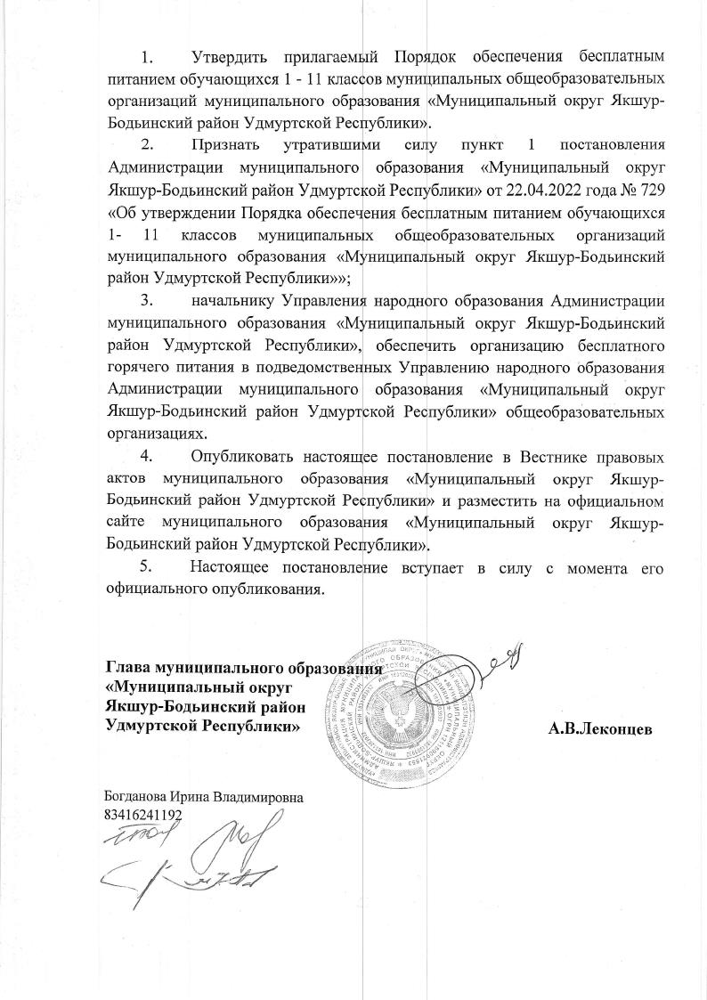 1. Утвердить прилагаемый Порядок обеспечения бесплатным
питанием обучающихся 1 - 11 классов муниципальных общеобразовательных
организаций муниципального образования «Муниципальный округ Якшур-
Бодьинский район Удмуртской Республики».
2. Признать утратившими силу пункт 1 постановления
Администрации муниципального образования «Муниципальный округ
Якшур-Бодьинский район Удмуртской Республики» от 22.04.2022 года № 729
«Об утверждении Порядка обеспечения бесплатным питанием обучающихся
1- 11 классов муниципальных общеобразовательных организаций
муниципального образования «Муниципальный округ Якшур-Бодьинский
район Удмуртской Республики»»;
3. начальнику Управления народного образования Администрации
муниципального образования «Муниципальный округ Якшур-Бодьинский
район Удмуртской Республики», обеспечить организацию бесплатного
горячего питания в подведомственных Управлению народного образования
Администрации муниципального образования «Муниципальный округ
Якшур-Бодьинский район Удмуртской Республики» общеобразовательных
организациях.
4. Опубликовать настоящее постановление в Вестнике правовых
актов муниципального образования «Муниципальный округ Якшур-
Бодьинский район Удмуртской Республики» и разместить на официальном
сайте муниципального образования «Муниципальный округ Якшур-
Бодьинский район Удмуртской Республики».
5. Настоящее постановление вступает в силу с момента его
официального опубликования.
Глава муниципального образования
«Муниципальный округ
Якшур-Бодьинский район
Удмуртской Республики»
А.В.Леконцев
Богданова Ирина Владимировна
83416241192